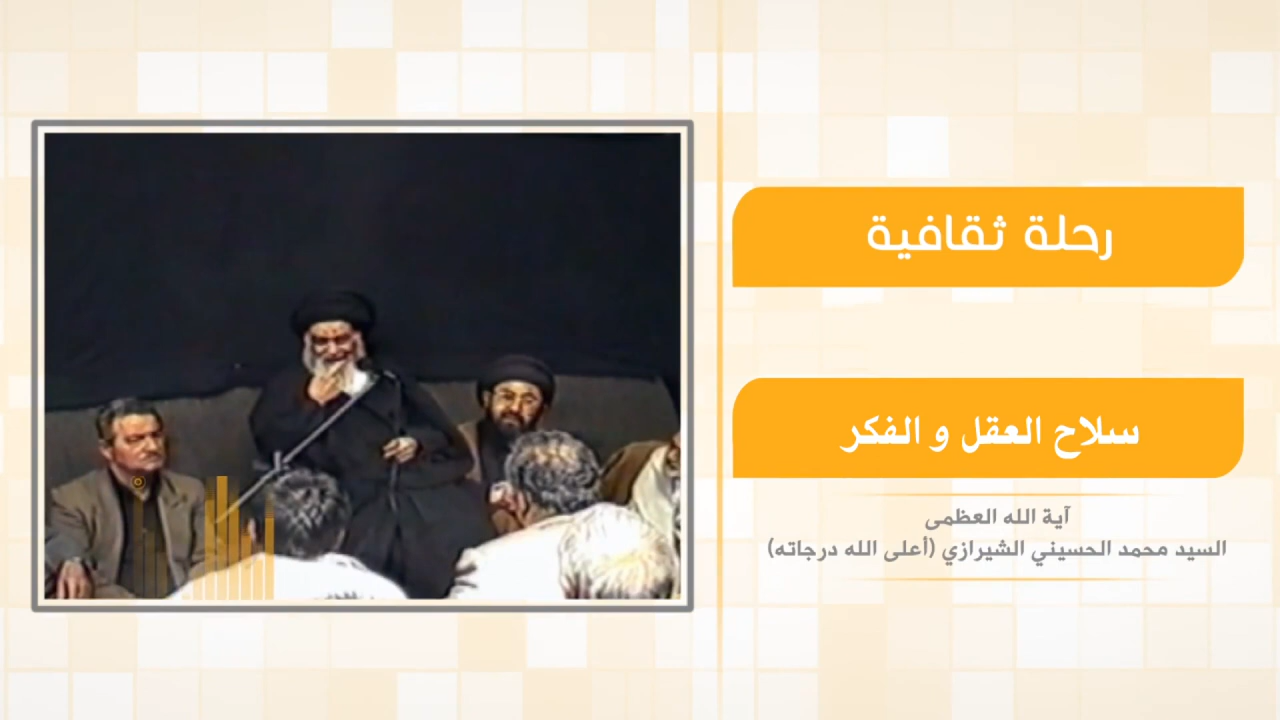 رحلة ثقافية
سلاح العقل و الفكر
آية الله العظمى
السيد محمد الحسيني الشيرازي (أعلى الله درجاته)